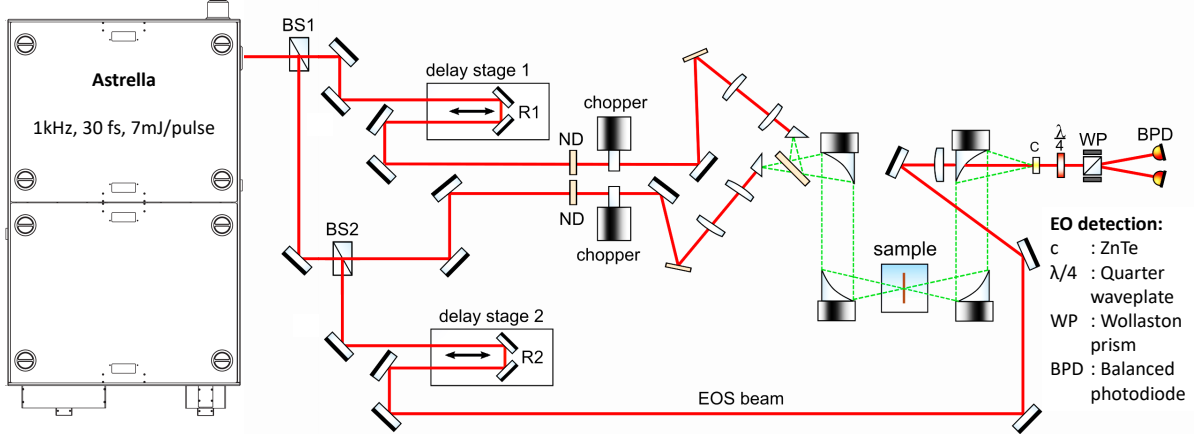 Astrella
1kHz, 30 fs, 7mJ/pulse
BS1
delay stage 1
R1
chopper
ND
ND
chopper
BS2
delay stage 2
R2
EOS beam
sample
C
λ
4
WP
BPD
EO detection:
c : ZnTe
λ/4 : Quarter
waveplate
WP : Wollaston
prism
BPD : Balanced
photodiode